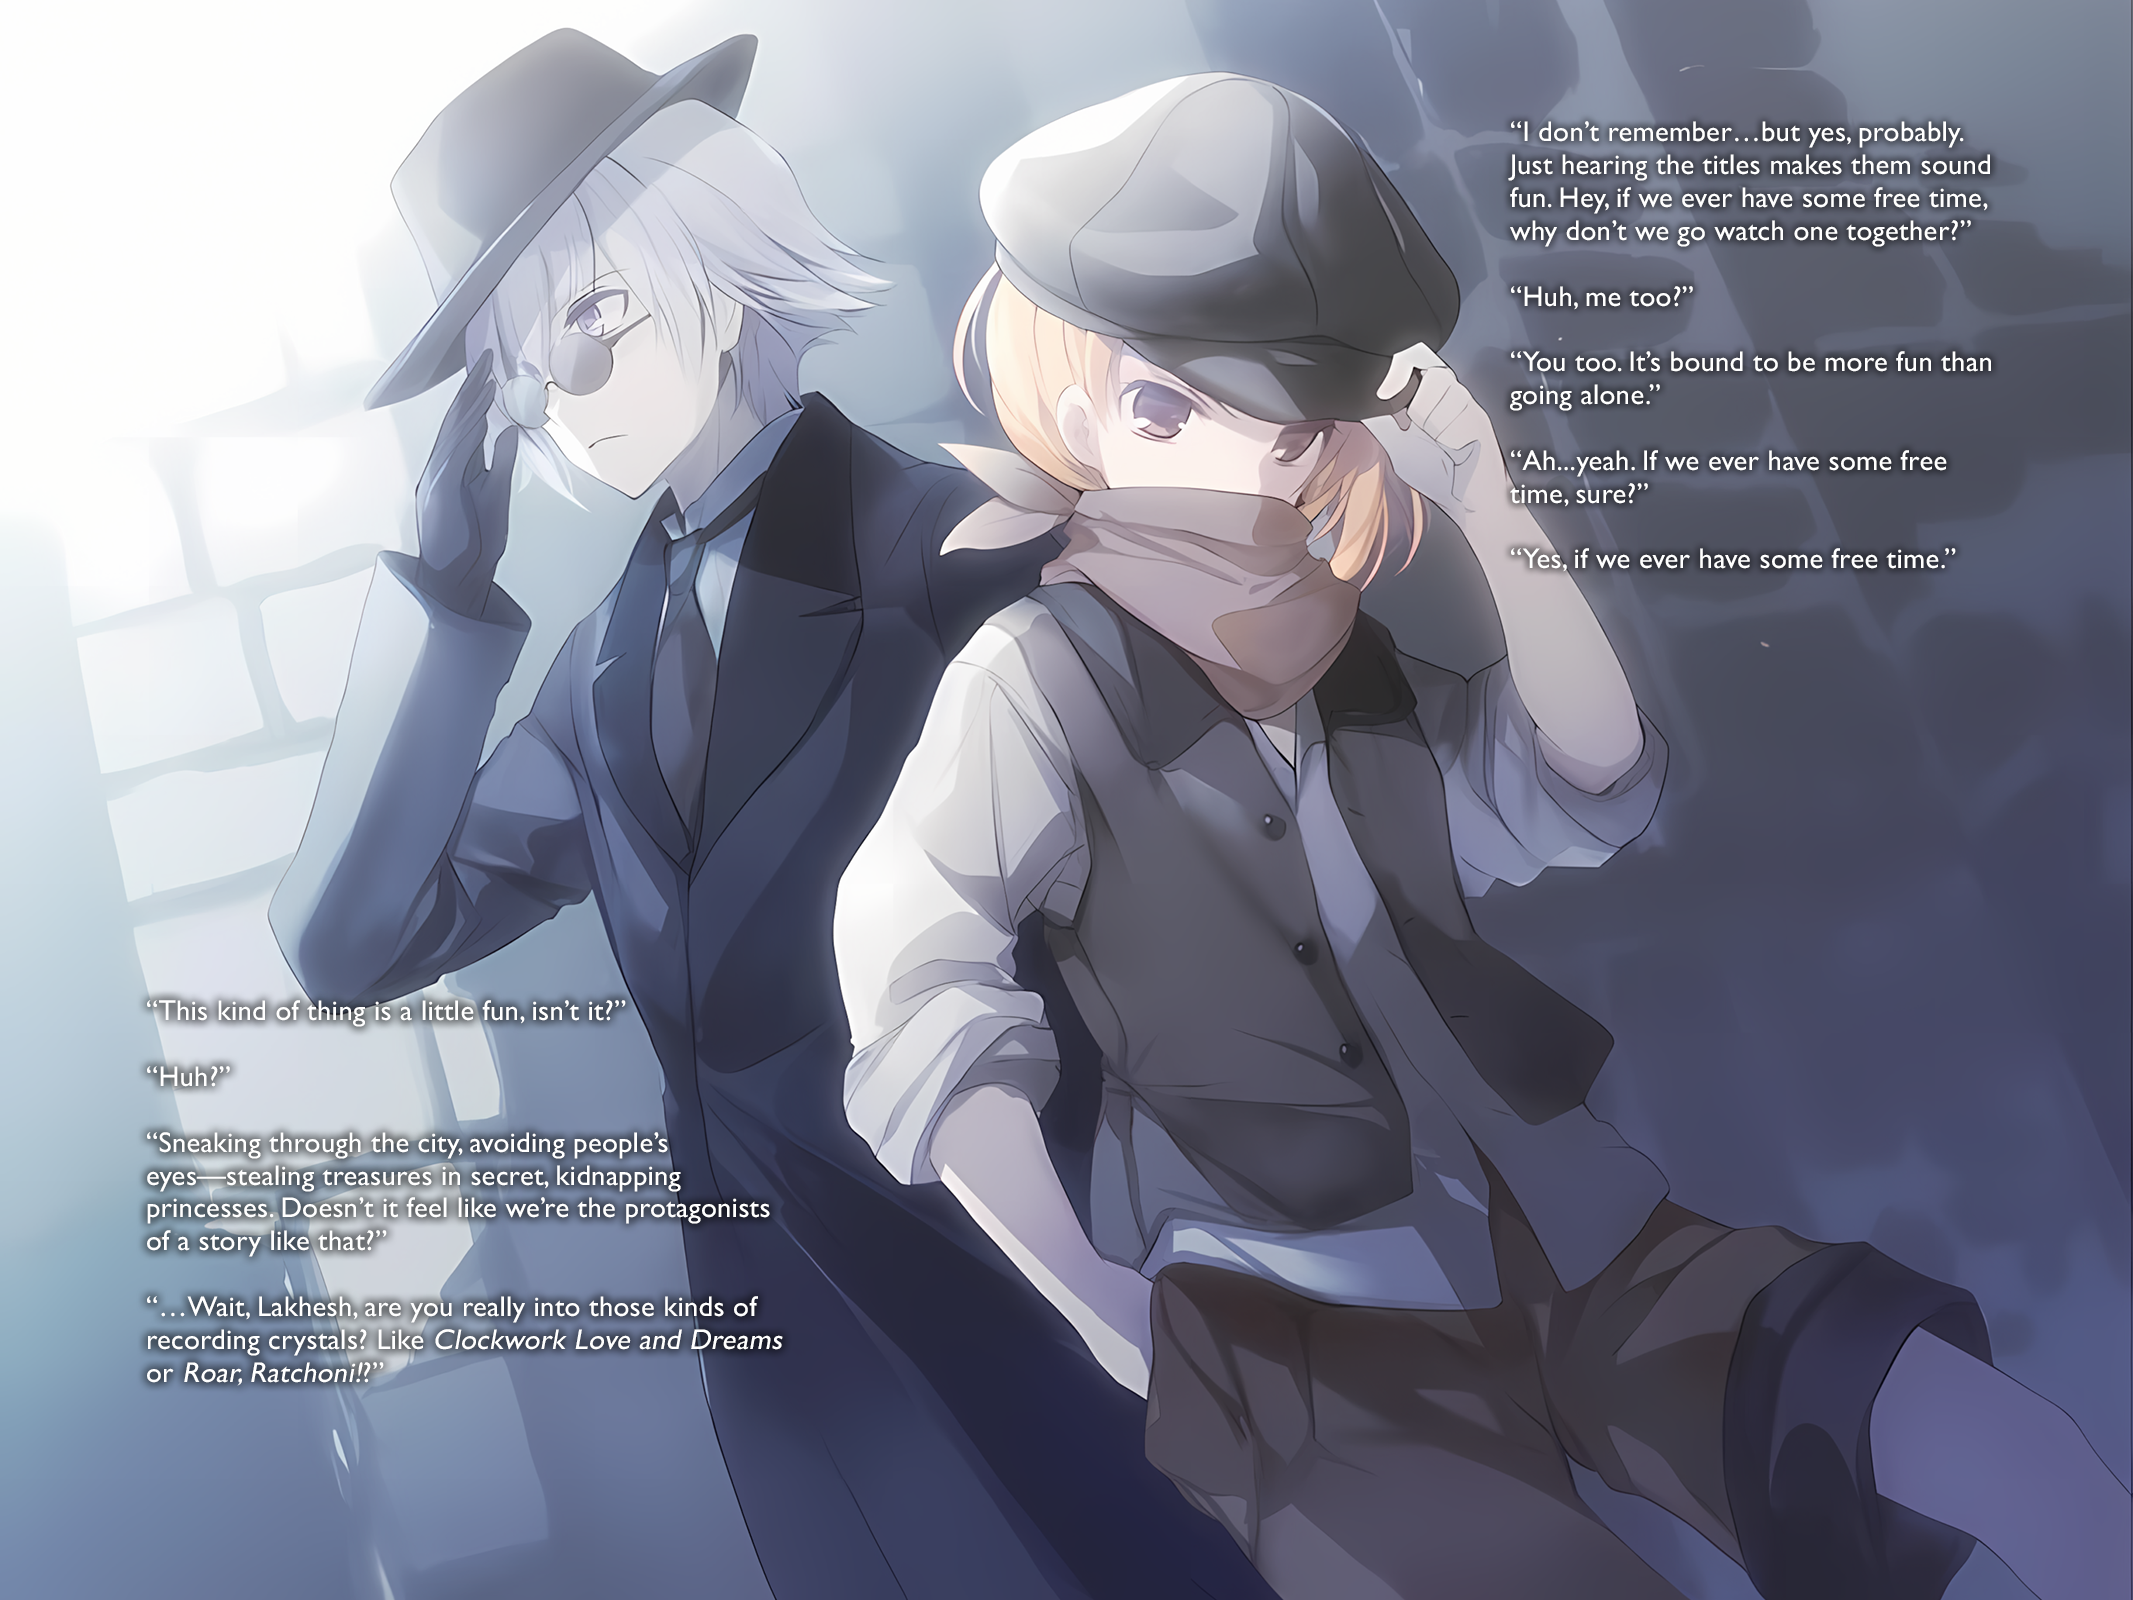 “This kind of thing is a little fun, isn’t it?”
“Huh?”
“Sneaking through the city, avoiding people’s
eyes—stealing treasures in secret, kidnapping
princesses. Doesn’t it feel like we’re the protagonists
of a story like that?”
“…Wait, Lakhesh, are you really into those kinds of
recording crystals? Like Clockwork Love and Dreams
or Roar, Ratchoni!?”
“I don’t remember…but yes, probably.
Just hearing the titles makes them sound
fun. Hey, if we ever have some free time,
why don’t we go watch one together?”
“Huh, me too?”
“You too. It’s bound to be more fun than
going alone.”
“Ah...yeah. If we ever have some free
time, sure?”
“Yes, if we ever have some free time.”